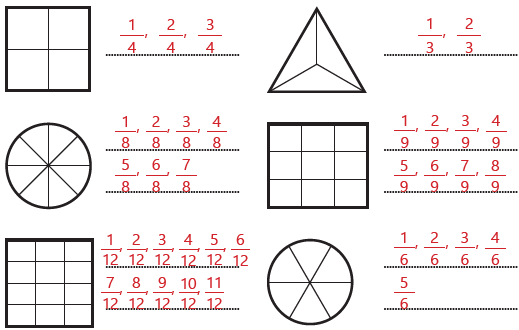 1/4, 2/4, 3/4
1/3, 2/3
1/8, 2/8, 3/8, 4/8
5/8, 6/8, 7/8
1/9, 2/9, 3/9, 4/9
5/9, 6/9, 7/9, 8/9
1/12, 2/12, 3/12, 4/12, 5/12, 6/12
7/12, 8/12, 9/12, 10/12, 11/12
1/6, 2/6, 3/6, 4/6
5/6